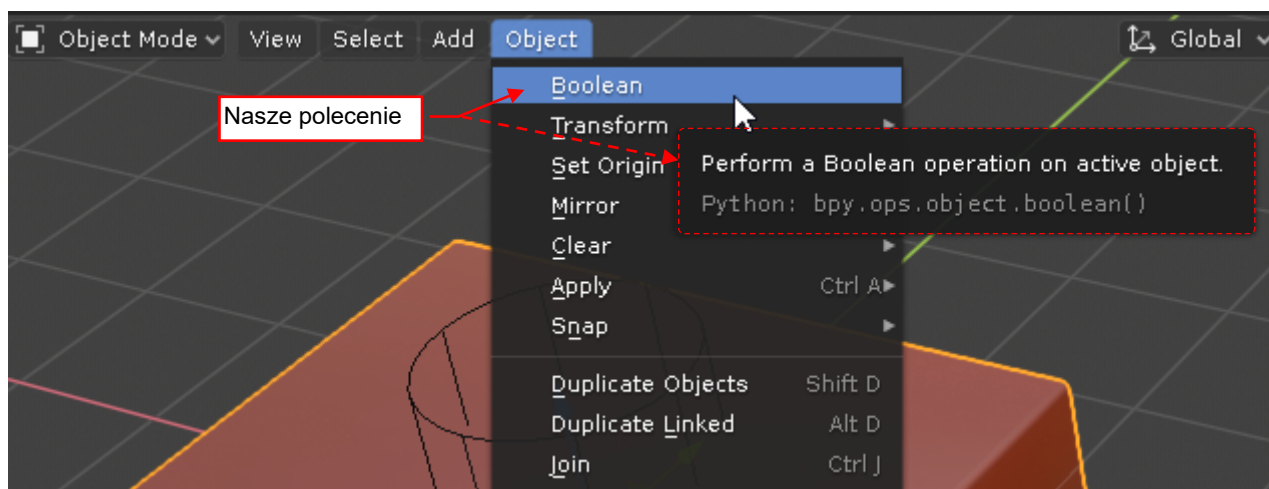 Object Mode View Select Add Object Global
Boolean
Nasze polecenie
Transform
Set Origin
Perform a Boolean operation on active object.
Mirror
Python: bpy.ops.object.boolean()
Clear
Apply Ctrl A
Snap
Duplicate Objects Shift D
Duplicate Linked Alt D
Join Ctrl J